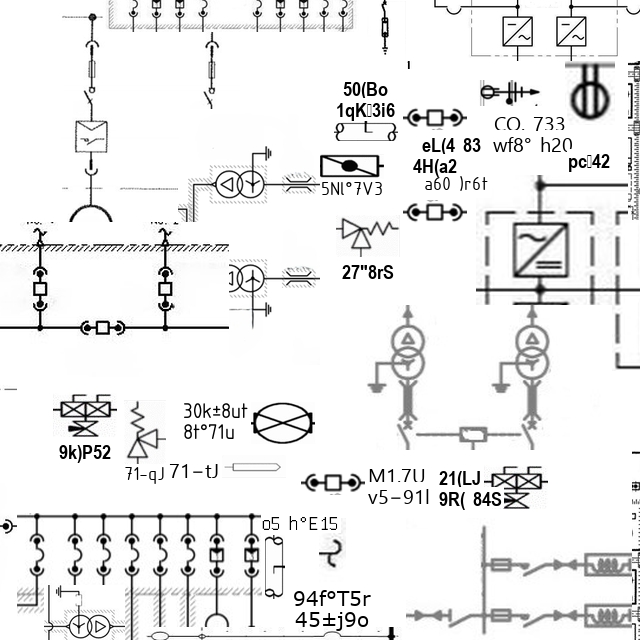 50(Bo
1qK▯3i6
CO. 733
eL(4 83
wf8° h20
4H(a2
pc▯42
a60 )r6t
5Nl°7V3
27"8rS
30k±8ut
8t°71u
9k)P52
71-qJ
71-tJ
M1.7U
21(LJ
v5-91l
9R( 84S
o5 h°E15
94f°T5r
45±j9o